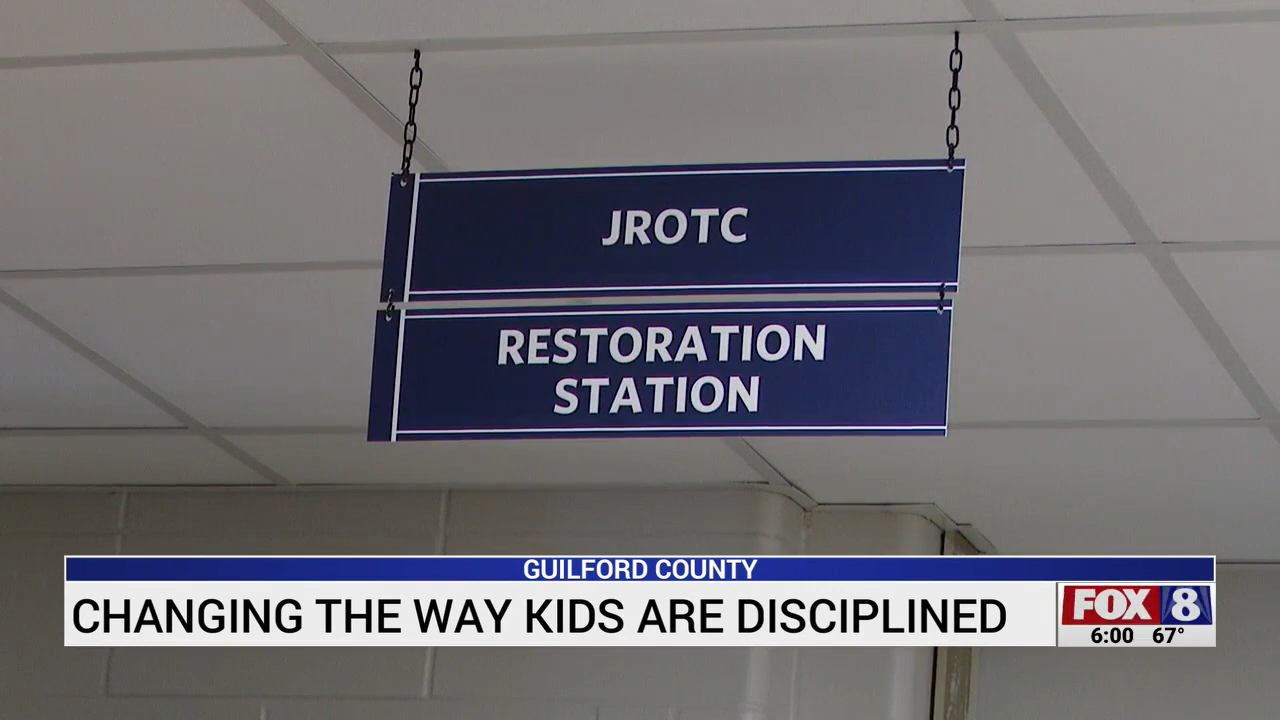 JROTC
RESTORATION
STATION
GUILFORD COUNTY
CHANGING THE WAY KIDS ARE DISCIPLINED
FOX 8
6:00 67°